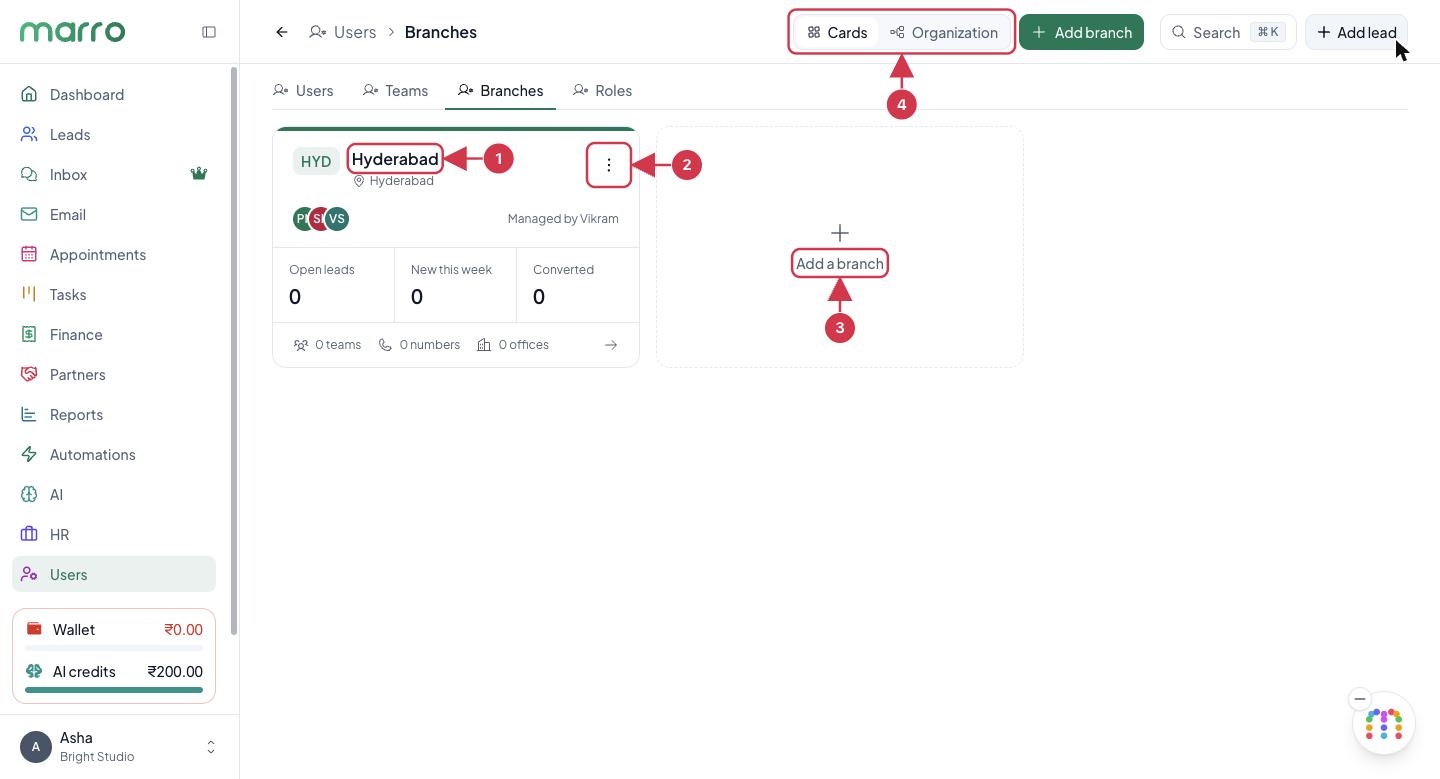 marro
Users
Branches
Cards
Organization
Add branch
Search
⌘ K
Add lead
Dashboard
Leads
Inbox
Email
Appointments
Tasks
Finance
Partners
Reports
Automations
AI
HR
Users
Wallet ₹0.00
AI credits ₹200.00
A
Asha
Bright Studio
Users
Teams
Branches
Roles
4
HYD
Hyderabad
1
2
Hyderabad
VS
Managed by Vikram
Open leads
New this week
Converted
0
0
0
0 teams
0 numbers
0 offices
Add a branch
3